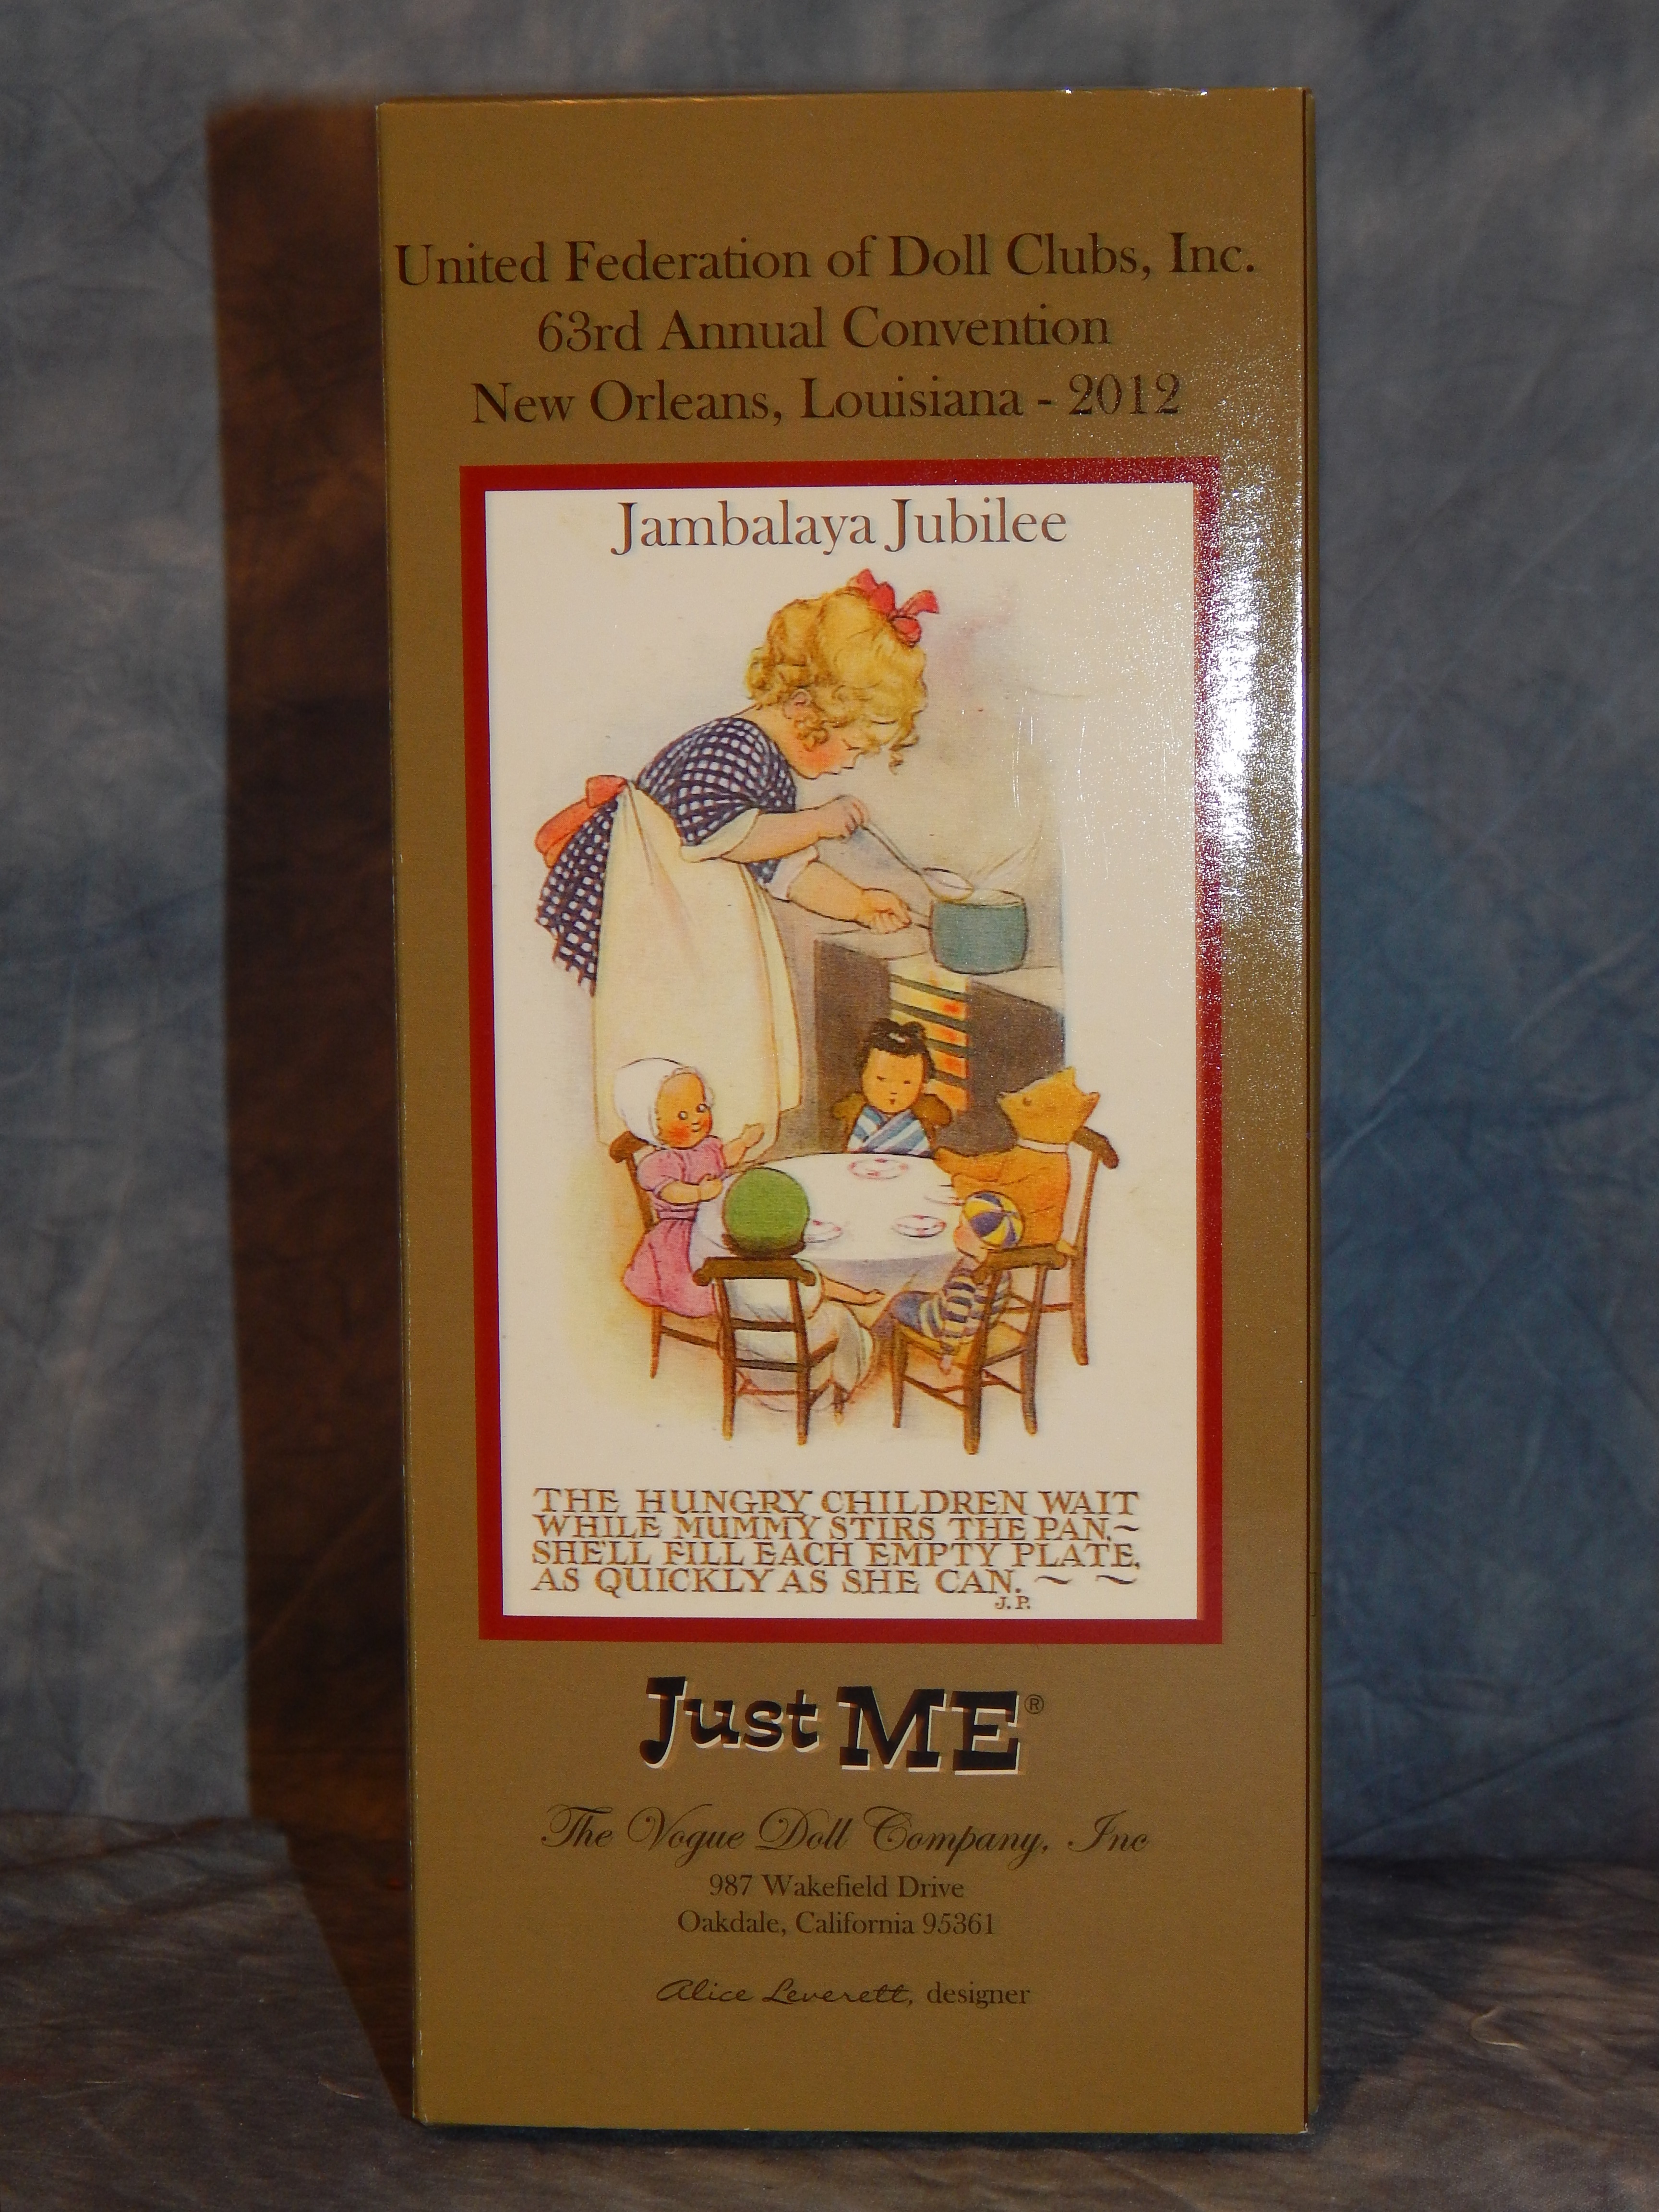 United Federation of Doll Clubs, Inc.
63rd Annual Convention
New Orleans, Louisiana - 2012
Jambalaya Jubilee
THE HUNGRY CHILDREN WAIT
WHILE MUMMY STIRS THE PAN,~
SHE'LL FILL EACH EMPTY PLATE,
AS QUICKLY AS SHE CAN. ~ ~
J.P.
Just ME®
The Vogue Doll Company, Inc
987 Wakefield Drive
Oakdale, California 95361
Alice Leverett, designer